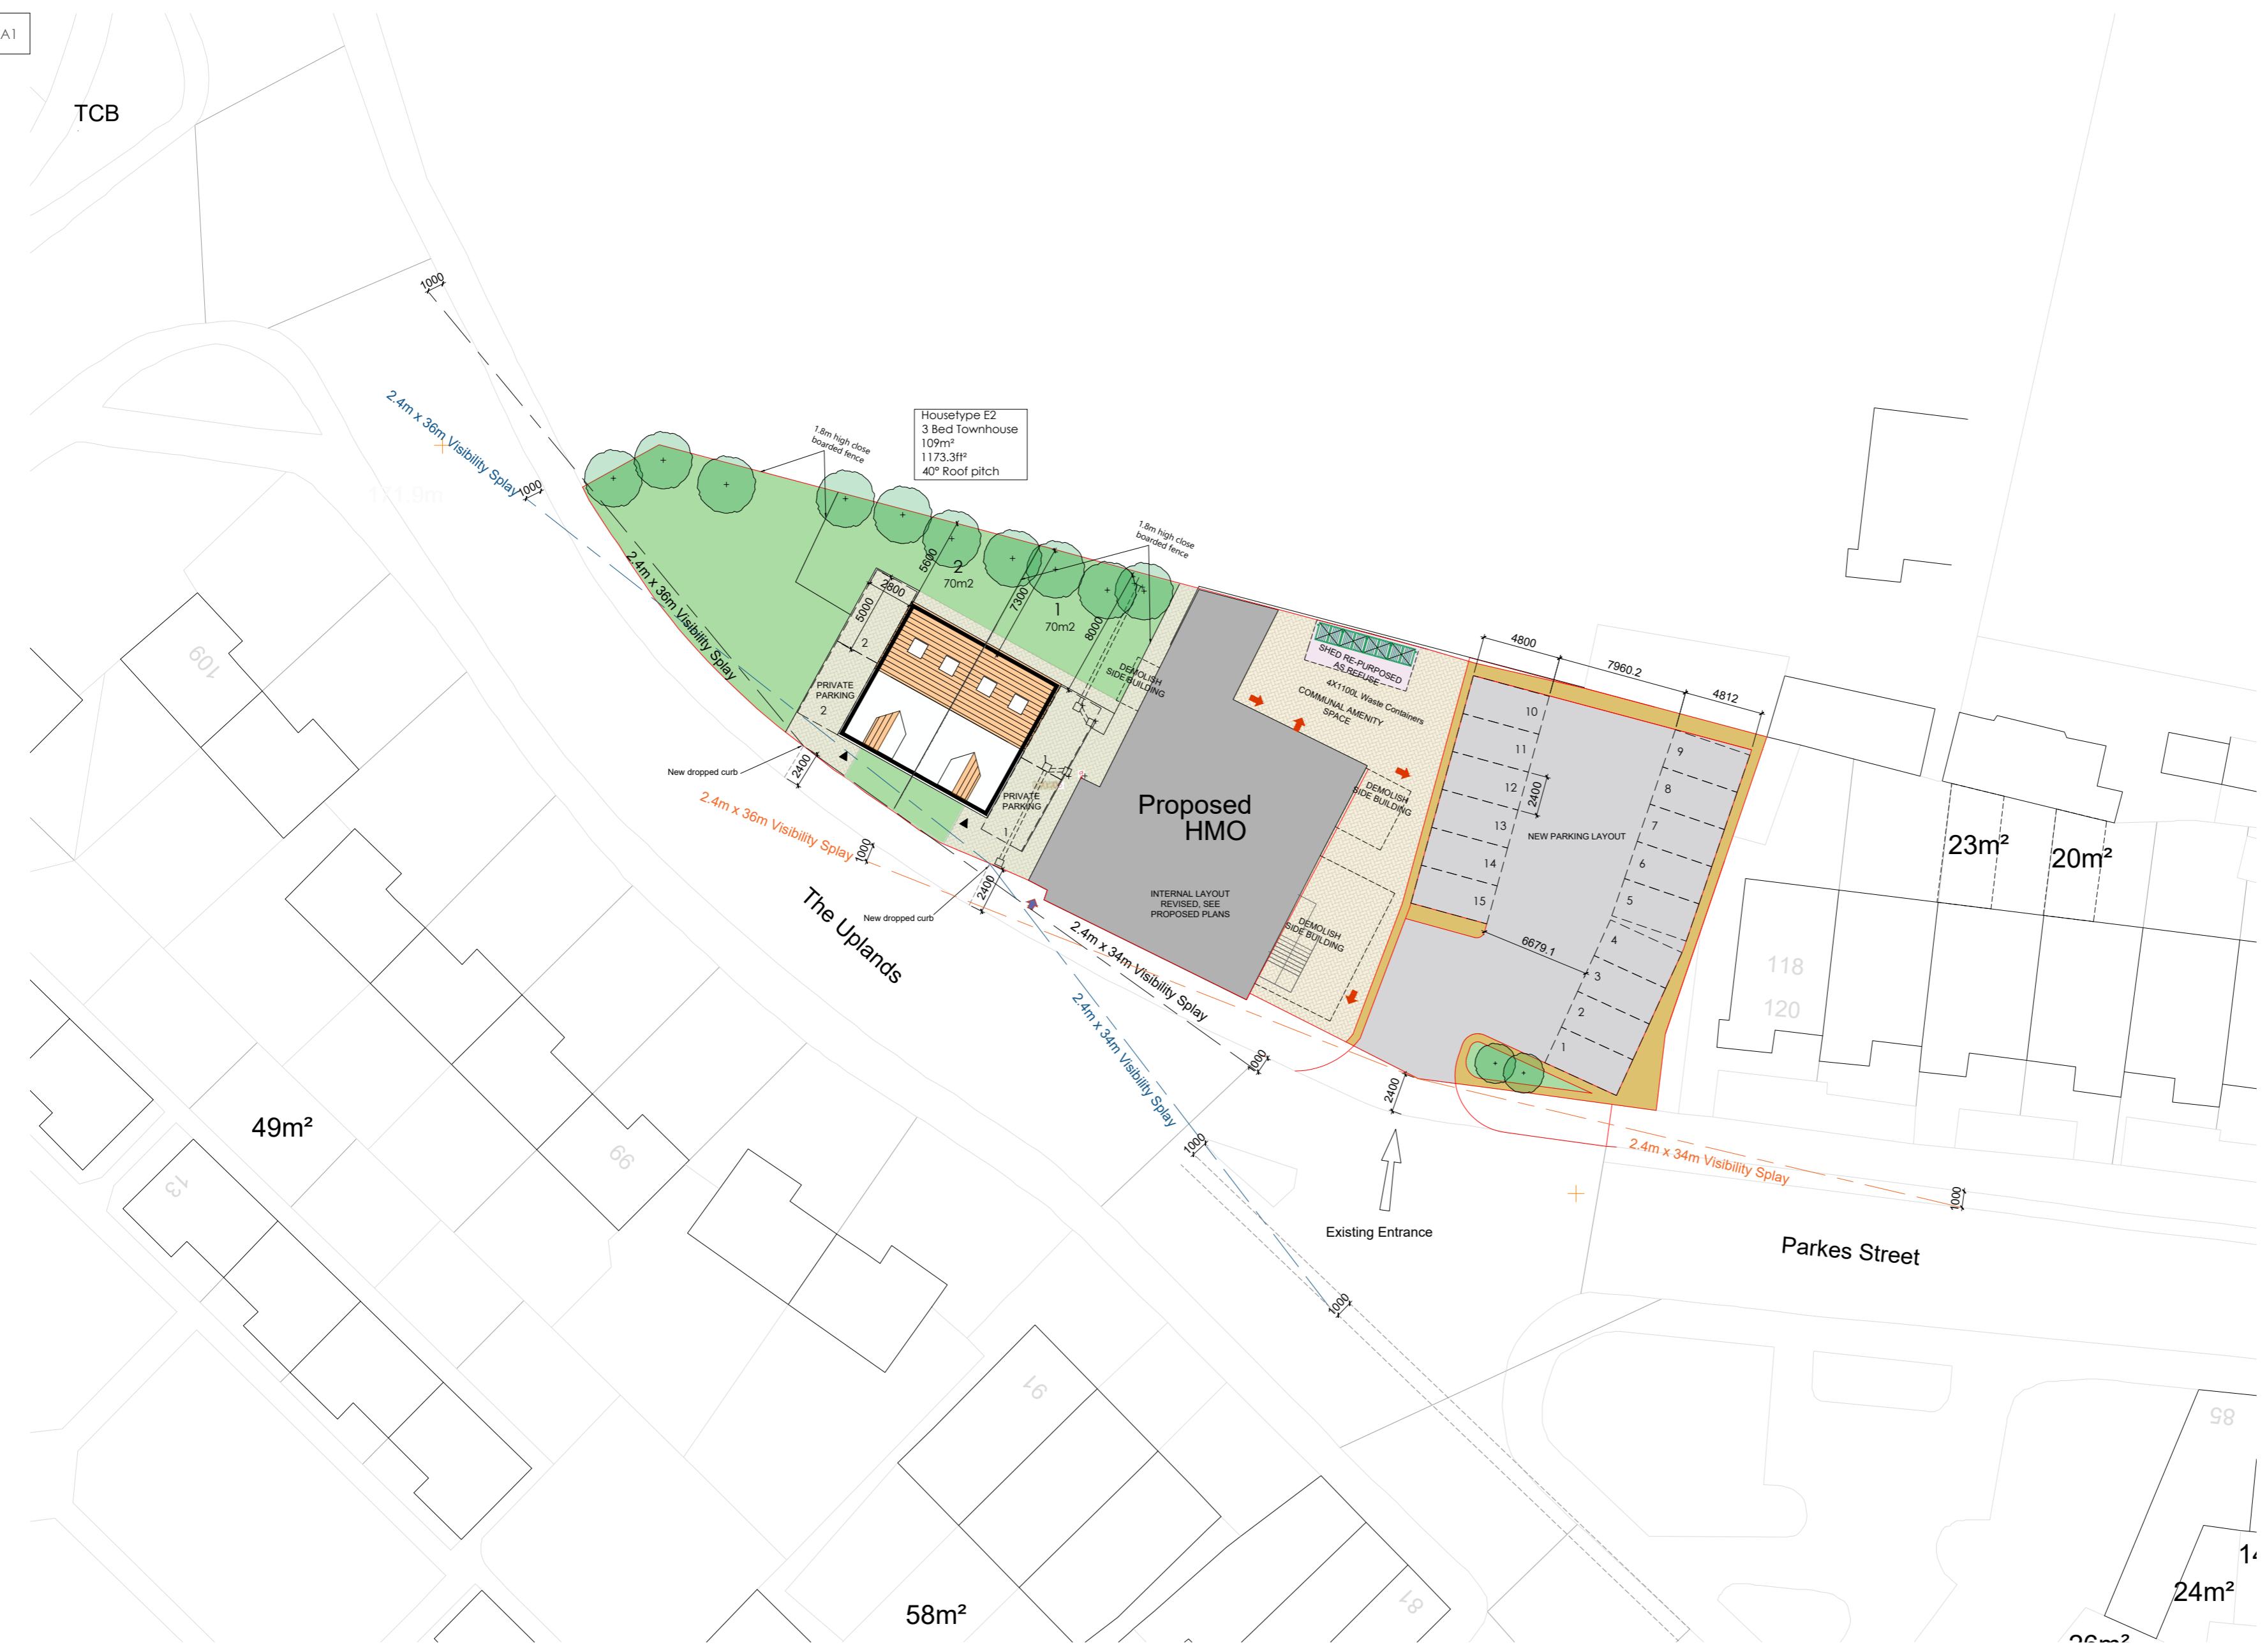 A1
TCB
1000
2.4m x 36m Visibility Splay
1000
171.9m
Housetype E2
3 Bed Townhouse
109m²
1173.3ft²
40° Roof pitch
1.8m high close
boarded fence
1.8m high close
boarded fence
2.4m x 36m Visibility Splay
5600
2
70m2
2800
5000
7300
1
70m2
8000
2
PRIVATE
PARKING
2
DEMOLISH
SIDE BUILDING
SHED RE-PURPOSED
AS REFUSE
4X1100L Waste Containers
COMMUNAL AMENITY
SPACE
4800
7960.2
4812
10
11
12
13
14
15
2400
NEW PARKING LAYOUT
9
8
7
6
5
4
3
2
1
6679.1
109
New dropped curb
2400
2.4m x 36m Visibility Splay
1000
1
PRIVATE
PARKING
1
Proposed
HMO
DEMOLISH
SIDE BUILDING
INTERNAL LAYOUT
REVISED, SEE
PROPOSED PLANS
DEMOLISH
SIDE BUILDING
The Uplands
New dropped curb
2400
2.4m x 34m Visibility Splay
2.4m x 34m Visibility Splay
1000
1000
1000
2400
Existing Entrance
2.4m x 34m Visibility Splay
1000
Parkes Street
23m²
20m²
118
120
49m²
99
13
91
81
58m²
85
24m²
26m²